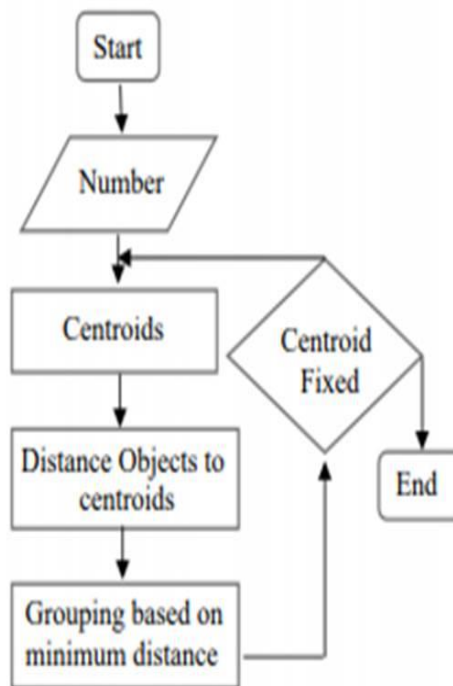 Start
Number
Centroids
Centroid
Fixed
Distance Objects to
centroids
End
Grouping based on
minimum distance